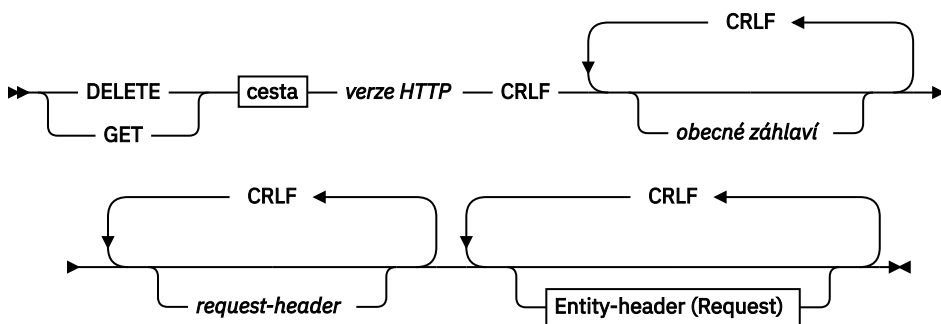 CRLF
DELETE cesta verze HTTP CRLF
GET obecné záhlaví
CRLF CRLF
request-header Entity-header (Request)